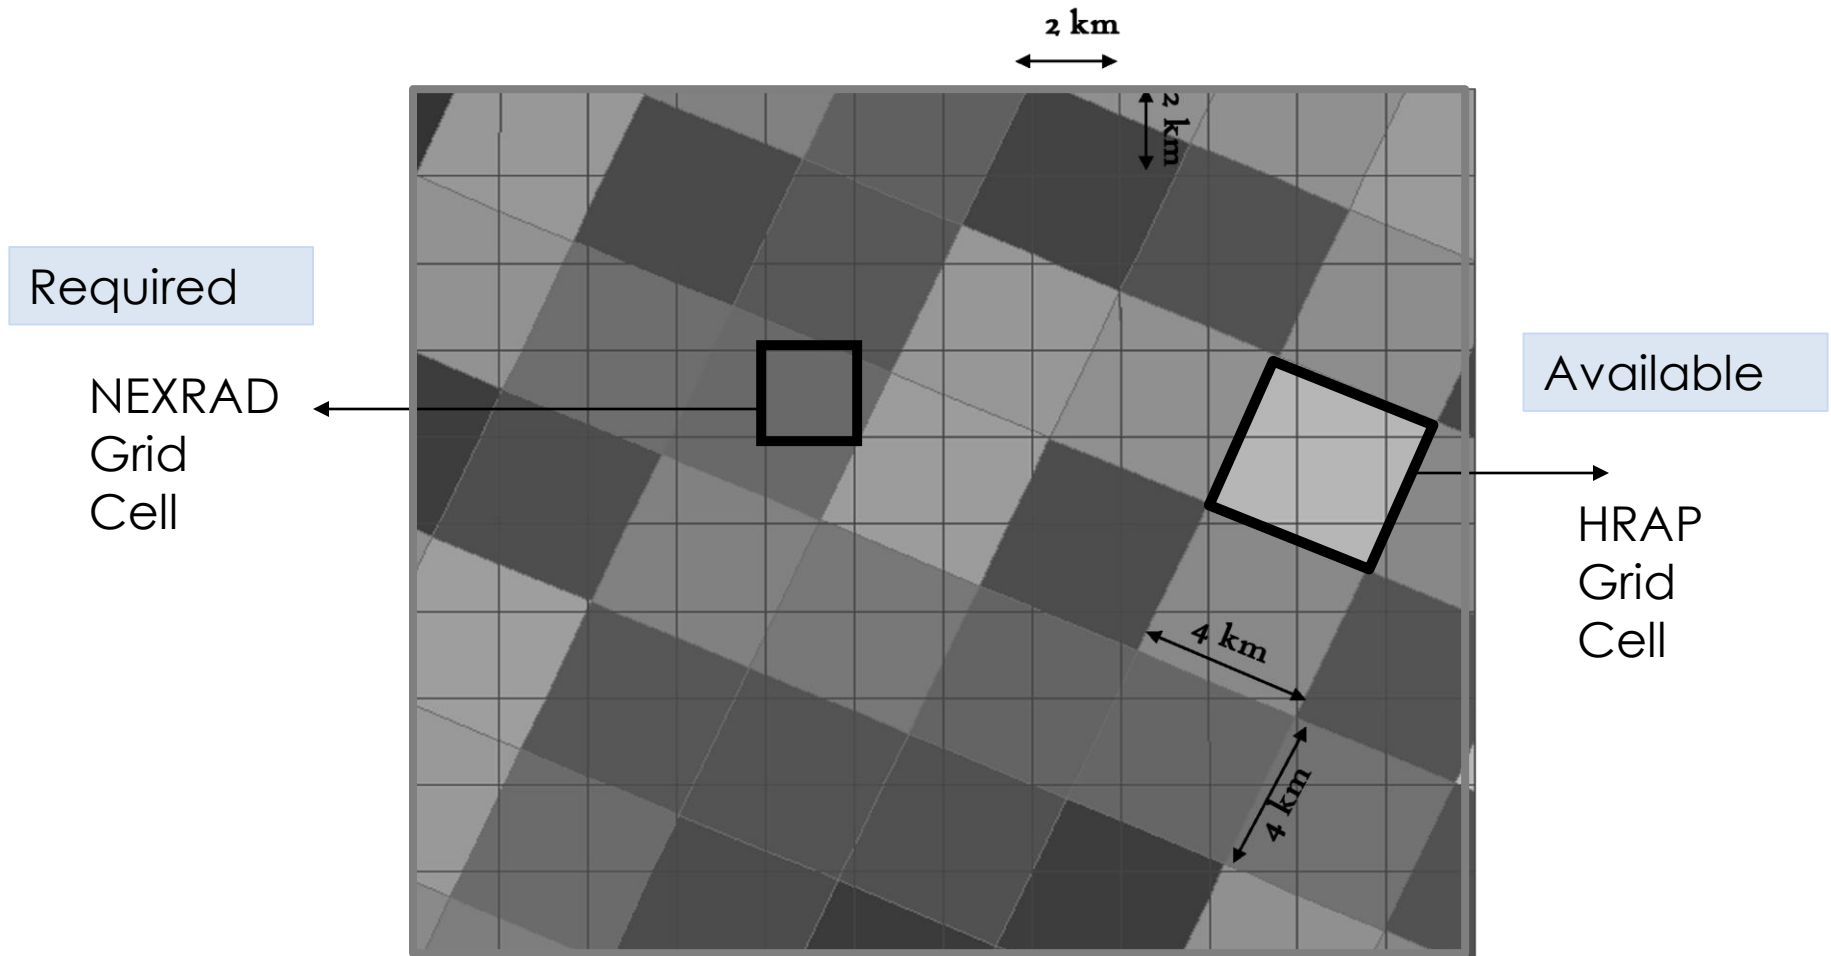 2 km
2 km
Required
NEXRAD
Grid
Cell
Available
HRAP
Grid
Cell
4 km
4 km